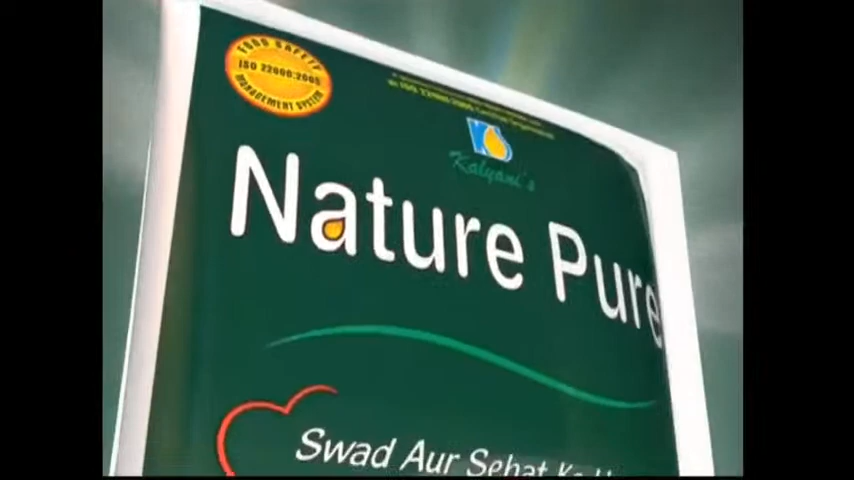 FOOD SAFETY
ISO 22000:2005
MANAGEMENT SYSTEM
Kalyani's
Nature Pure
Swad Aur Sehat